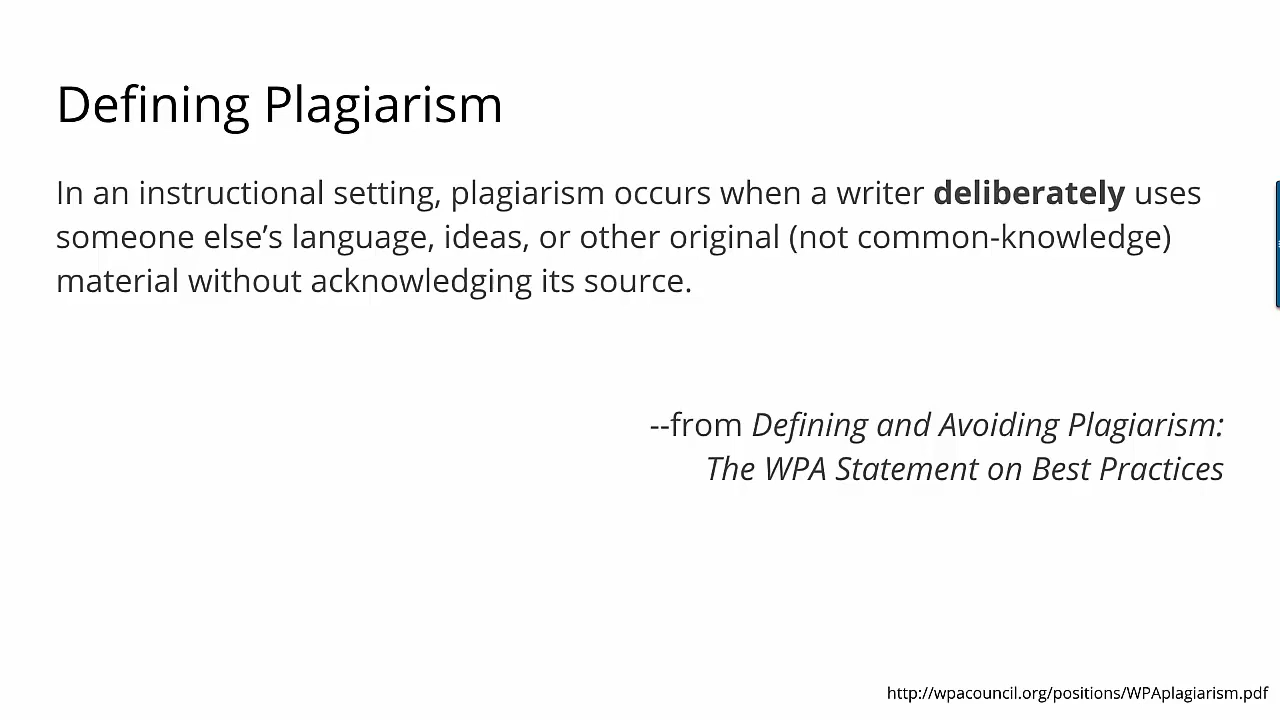 Defining Plagiarism
In an instructional setting, plagiarism occurs when a writer deliberately uses
someone else’s language, ideas, or other original (not common-knowledge)
material without acknowledging its source.
--from Defining and Avoiding Plagiarism:
The WPA Statement on Best Practices
http://wpacouncil.org/positions/WPAplagiarism.pdf